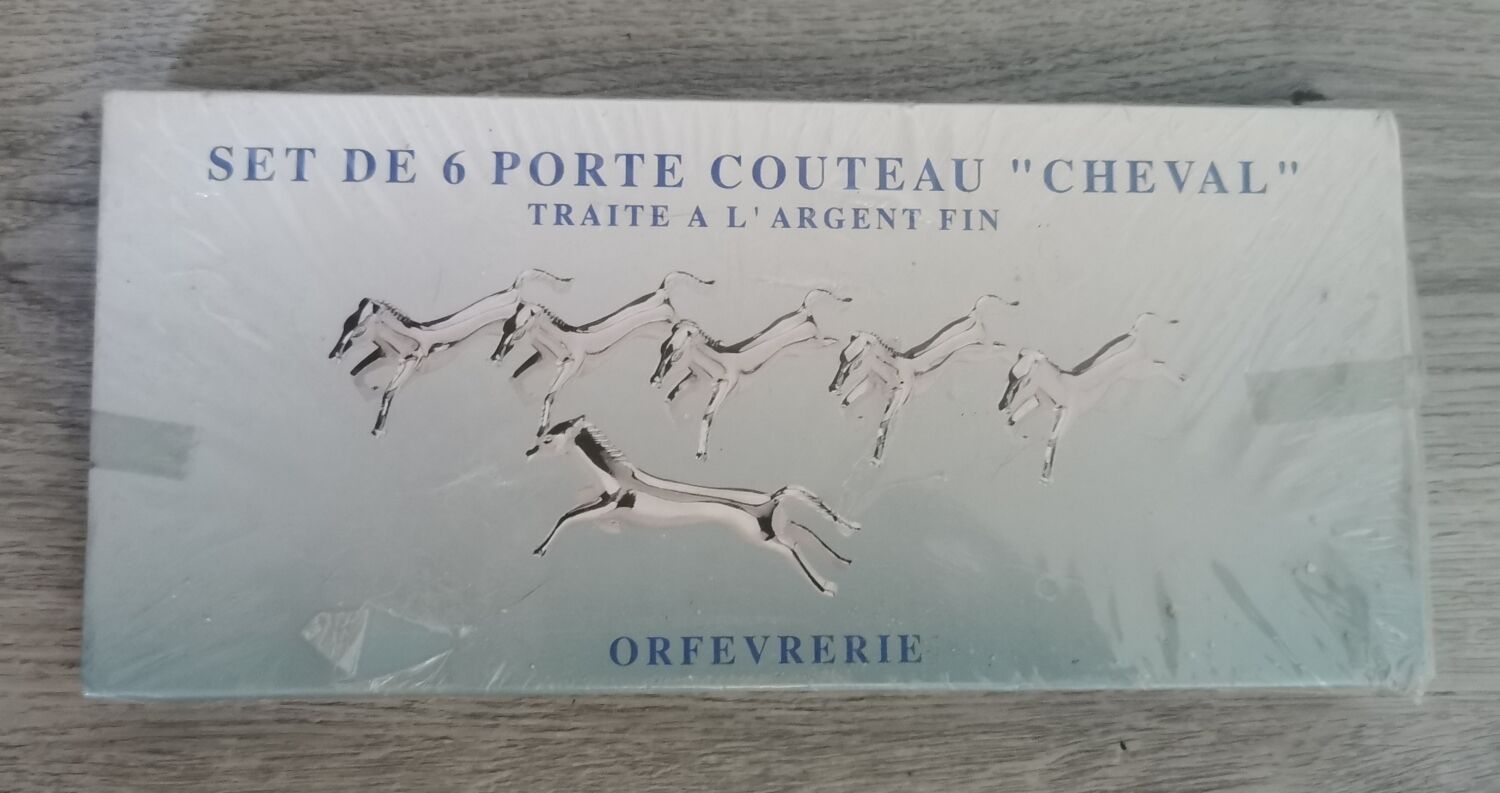 SET DE 6 PORTE COUTEAU "CHEVAL"
TRAITE A L'ARGENT FIN
ORFEVRERIE